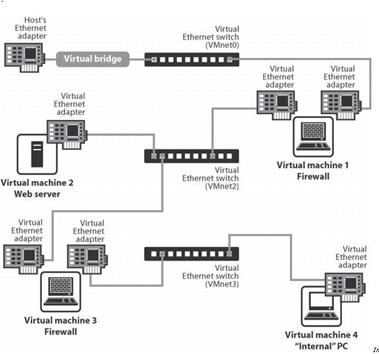 Host's
Ethernet
adapter
Virtual bridge
Virtual
Ethernet switch
(VMnet0)
Virtual
Ethernet
adapter
Virtual
Ethernet
adapter
Virtual machine 1
Firewall
Virtual
Ethernet
adapter
Virtual machine 2
Web server
Virtual
Ethernet switch
(VMnet2)
Virtual
Ethernet
adapter
Virtual
Ethernet
adapter
Virtual machine 3
Firewall
Virtual
Ethernet switch
(VMnet3)
Virtual
Ethernet
adapter
Virtual machine 4
"Internal" PC